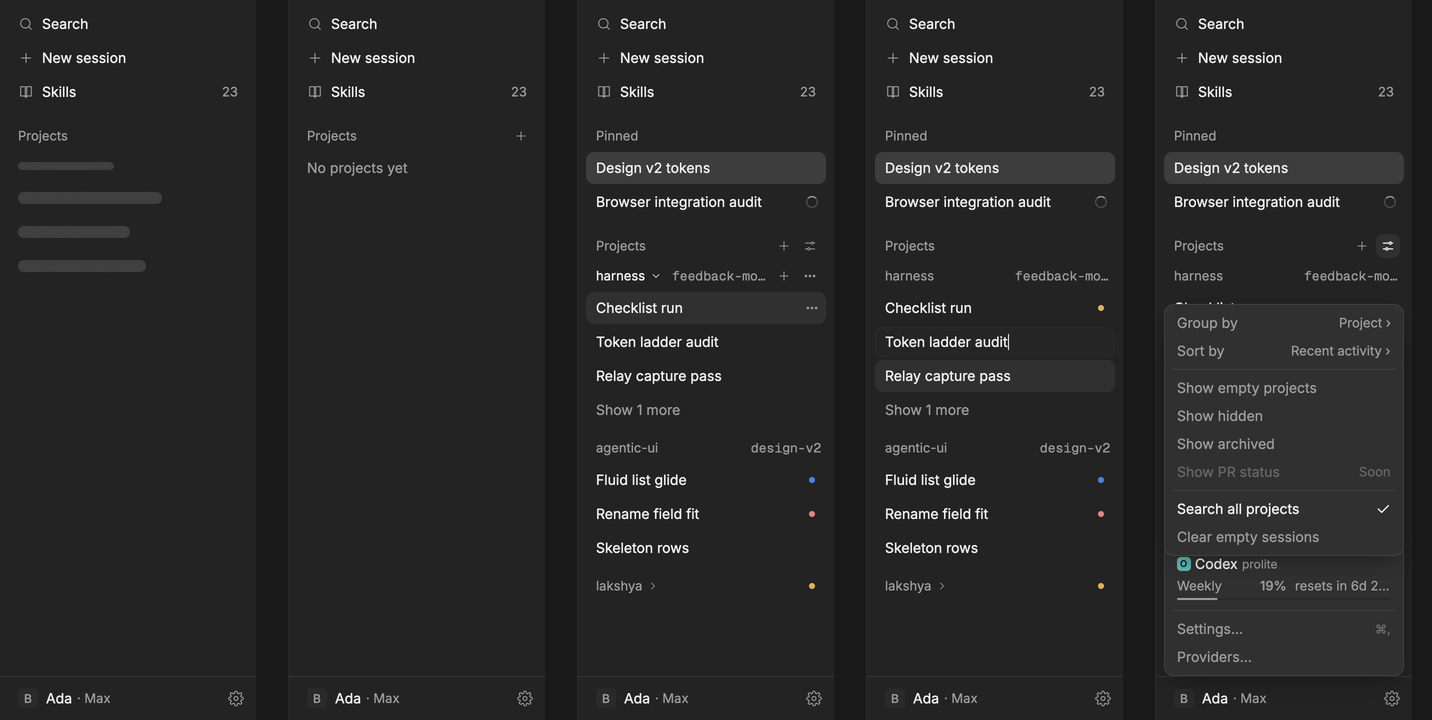 Search
New session
Skills 23
Projects
B Ada · Max
Search
New session
Skills 23
Projects
No projects yet
B Ada · Max
Search
New session
Skills 23
Pinned
Design v2 tokens
Browser integration audit
Projects
harness feedback-mo…
Checklist run
Token ladder audit
Relay capture pass
Show 1 more
agentic-ui design-v2
Fluid list glide
Rename field fit
Skeleton rows
lakshya
B Ada · Max
Search
New session
Skills 23
Pinned
Design v2 tokens
Browser integration audit
Projects
harness feedback-mo…
Checklist run
Token ladder audit
Relay capture pass
Show 1 more
agentic-ui design-v2
Fluid list glide
Rename field fit
Skeleton rows
lakshya
B Ada · Max
Search
New session
Skills 23
Pinned
Design v2 tokens
Browser integration audit
Projects
harness feedback-mo…
Group by Project ›
Sort by Recent activity ›
Show empty projects
Show hidden
Show archived
Show PR status Soon
Search all projects
Clear empty sessions
O Codex prolite
Weekly 19% resets in 6d 2…
Settings… ⌘,
Providers…
B Ada · Max